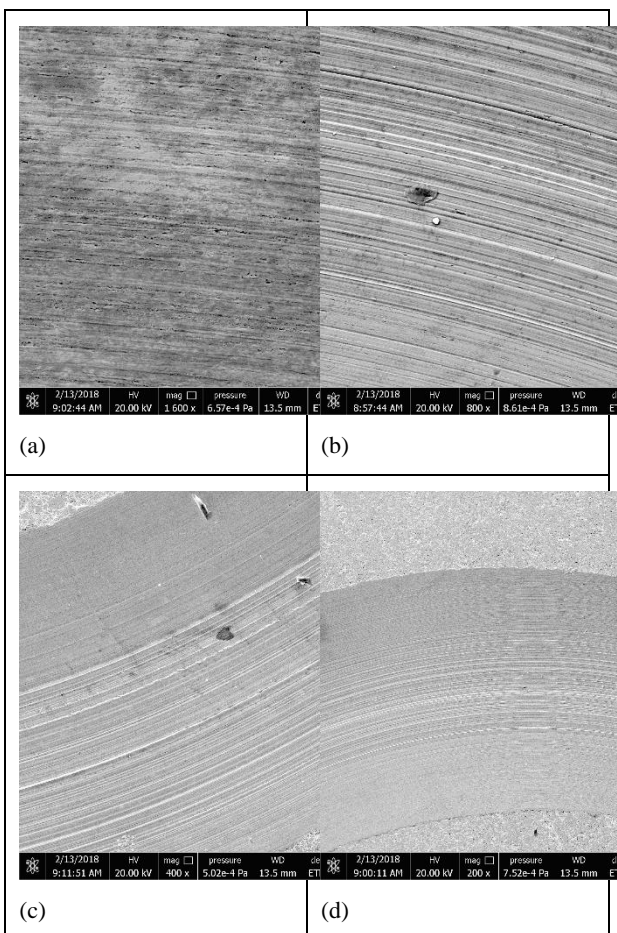 2/13/2018 HV mag pressure WD
9:02:44 AM 20.00 kV 1 600 x 6.57e-4 Pa 13.5 mm
2/13/2018 HV mag pressure WD
8:57:44 AM 20.00 kV 800 x 8.61e-4 Pa 13.5 mm
(a)
(b)
2/13/2018 HV mag pressure WD
9:11:51 AM 20.00 kV 400 x 5.02e-4 Pa 13.5 mm
2/13/2018 HV mag pressure WD
9:00:11 AM 20.00 kV 200 x 7.52e-4 Pa 13.5 mm
(c)
(d)